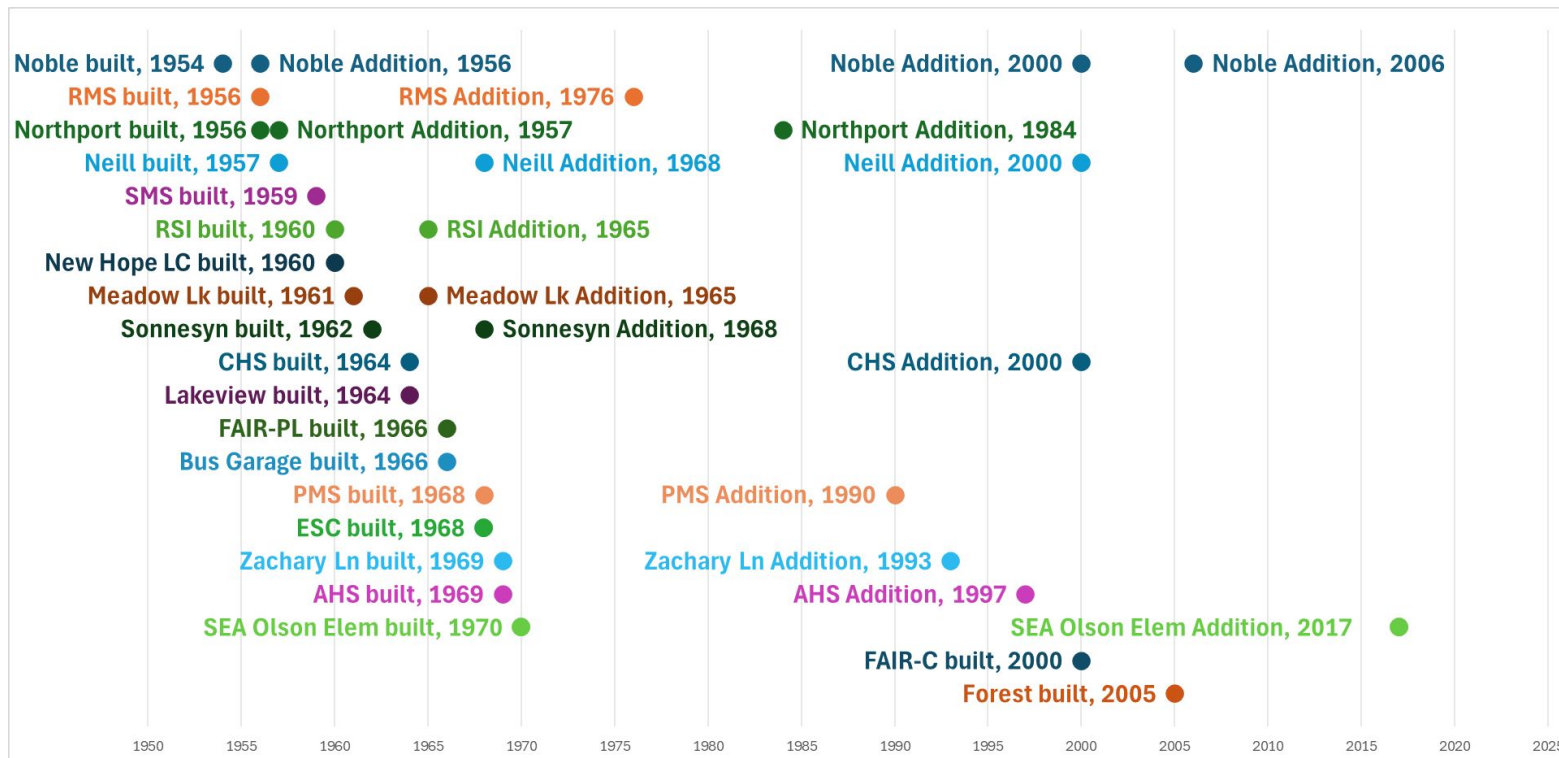 Noble built, 1954 Noble Addition, 1956 Noble Addition, 2000 Noble Addition, 2006
RMS built, 1956 RMS Addition, 1976
Northport built, 1956 Northport Addition, 1957 Northport Addition, 1984
Neill built, 1957 Neill Addition, 1968 Neill Addition, 2000
SMS built, 1959
RSI built, 1960 RSI Addition, 1965
New Hope LC built, 1960
Meadow Lk built, 1961 Meadow Lk Addition, 1965
Sonnesyn built, 1962 Sonnesyn Addition, 1968
CHS built, 1964 CHS Addition, 2000
Lakeview built, 1964
FAIR-PL built, 1966
Bus Garage built, 1966
PMS built, 1968 PMS Addition, 1990
ESC built, 1968
Zachary Ln built, 1969 Zachary Ln Addition, 1993
AHS built, 1969 AHS Addition, 1997
SEA Olson Elem built, 1970 SEA Olson Elem Addition, 2017
FAIR-C built, 2000
Forest built, 2005
1950 1955 1960 1965 1970 1975 1980 1985 1990 1995 2000 2005 2010 2015 2020 2025